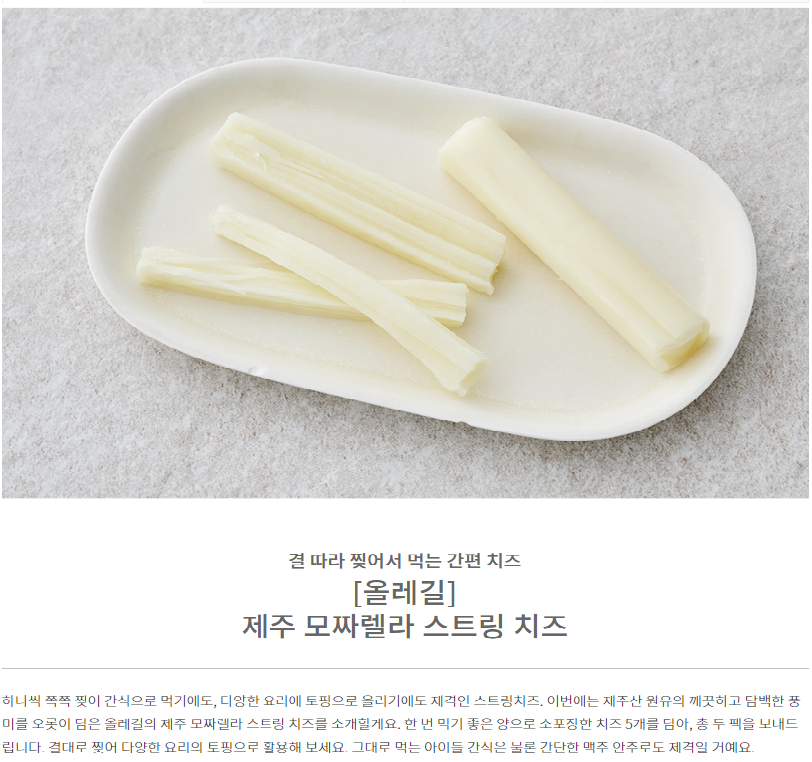 결 따라 찢어서 먹는 간편 치즈
[올레길]
제주 모짜렐라 스트링 치즈
하나씩 쭉쭉 찢어 간식으로 먹기에도, 다양한 요리에 토핑으로 올리기에도 제격인 스트링치즈. 이번에는 제주산 원유의 깨끗하고 담백한 풍
미를 오롯이 담은 올레길의 제주 모짜렐라 스트링 치즈를 소개할게요. 한 번 먹기 좋은 양으로 소포장한 치즈 5개를 담아, 총 두 팩을 보내드
립니다. 결대로 찢어 다양한 요리의 토핑으로 활용해 보세요. 그대로 먹는 아이들 간식은 물론 간단한 맥주 안주로도 제격일 거예요.